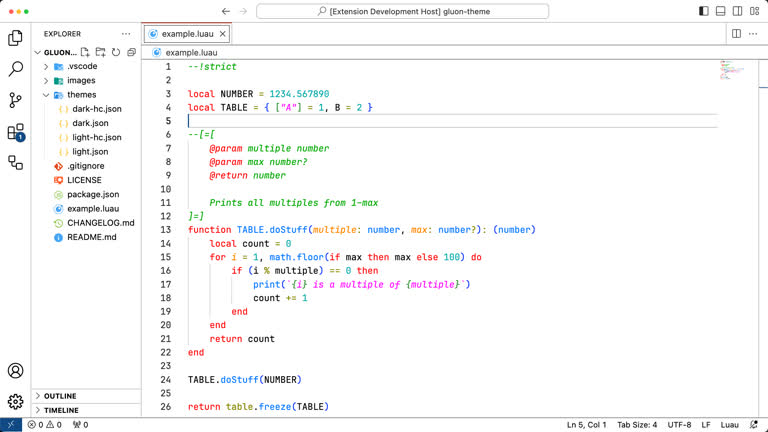 [Extension Development Host] gluon-theme
EXPLORER
GLUON...
.vscode
images
themes
dark-hc.json
dark.json
light-hc.json
light.json
.gitignore
LICENSE
package.json
example.luau
CHANGELOG.md
README.md
OUTLINE
TIMELINE
1
example.luau
example.luau
1 --!strict
2
3 local NUMBER = 1234.567890
4 local TABLE = { ["A"] = 1, B = 2 }
5
6 --[=[
7 @param multiple number
8 @param max number?
9 @return number
10
11 Prints all multiples from 1-max
12 ]=]
13 function TABLE.doStuff(multiple: number, max: number?): (number)
14 local count = 0
15 for i = 1, math.floor(if max then max else 100) do
16 if (i % multiple) == 0 then
17 print(`{i} is a multiple of {multiple}`)
18 count += 1
19 end
20 end
21 return count
22 end
23
24 TABLE.doStuff(NUMBER)
25
26 return table.freeze(TABLE)
0 0 0 Ln 5, Col 1 Tab Size: 4 UTF-8 LF Luau